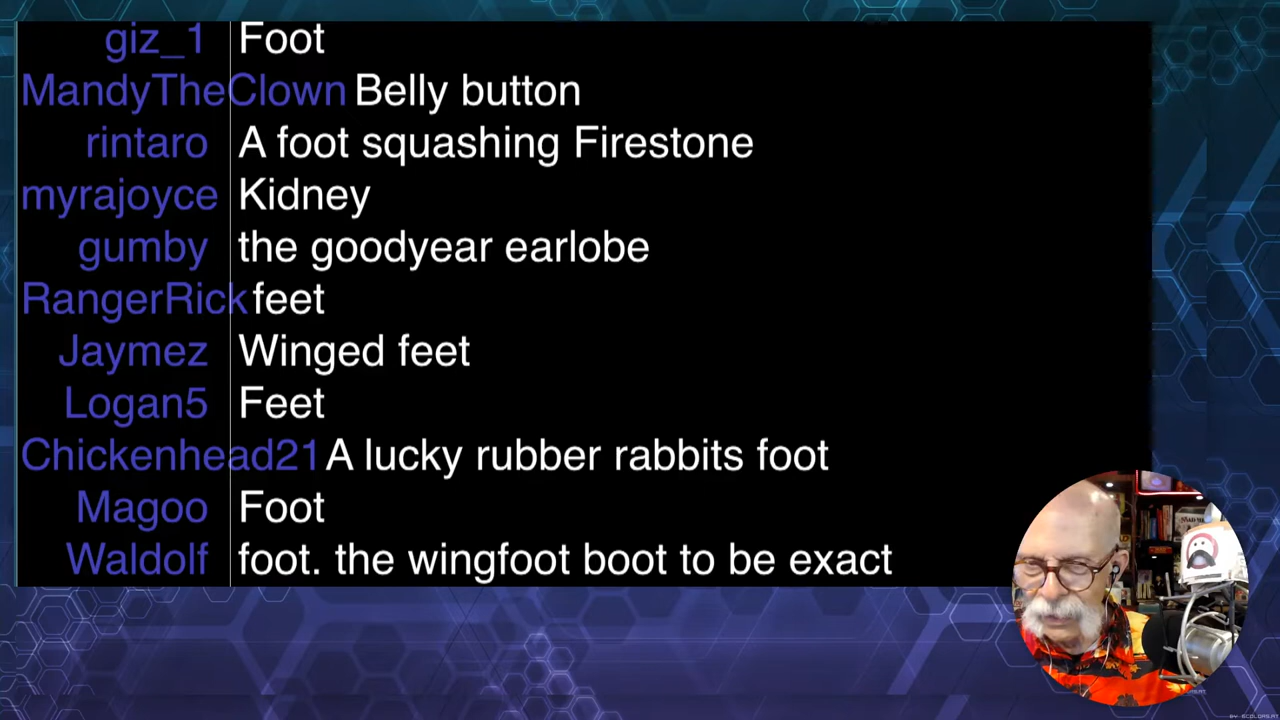 giz_1 Foot
MandyTheClown Belly button
rintaro A foot squashing Firestone
myrajoyce Kidney
gumby the goodyear earlobe
RangerRick feet
Jaymez Winged feet
Logan5 Feet
Chickenhead21 A lucky rubber rabbits foot
Magoo Foot
Waldolf foot. the wingfoot boot to be exact